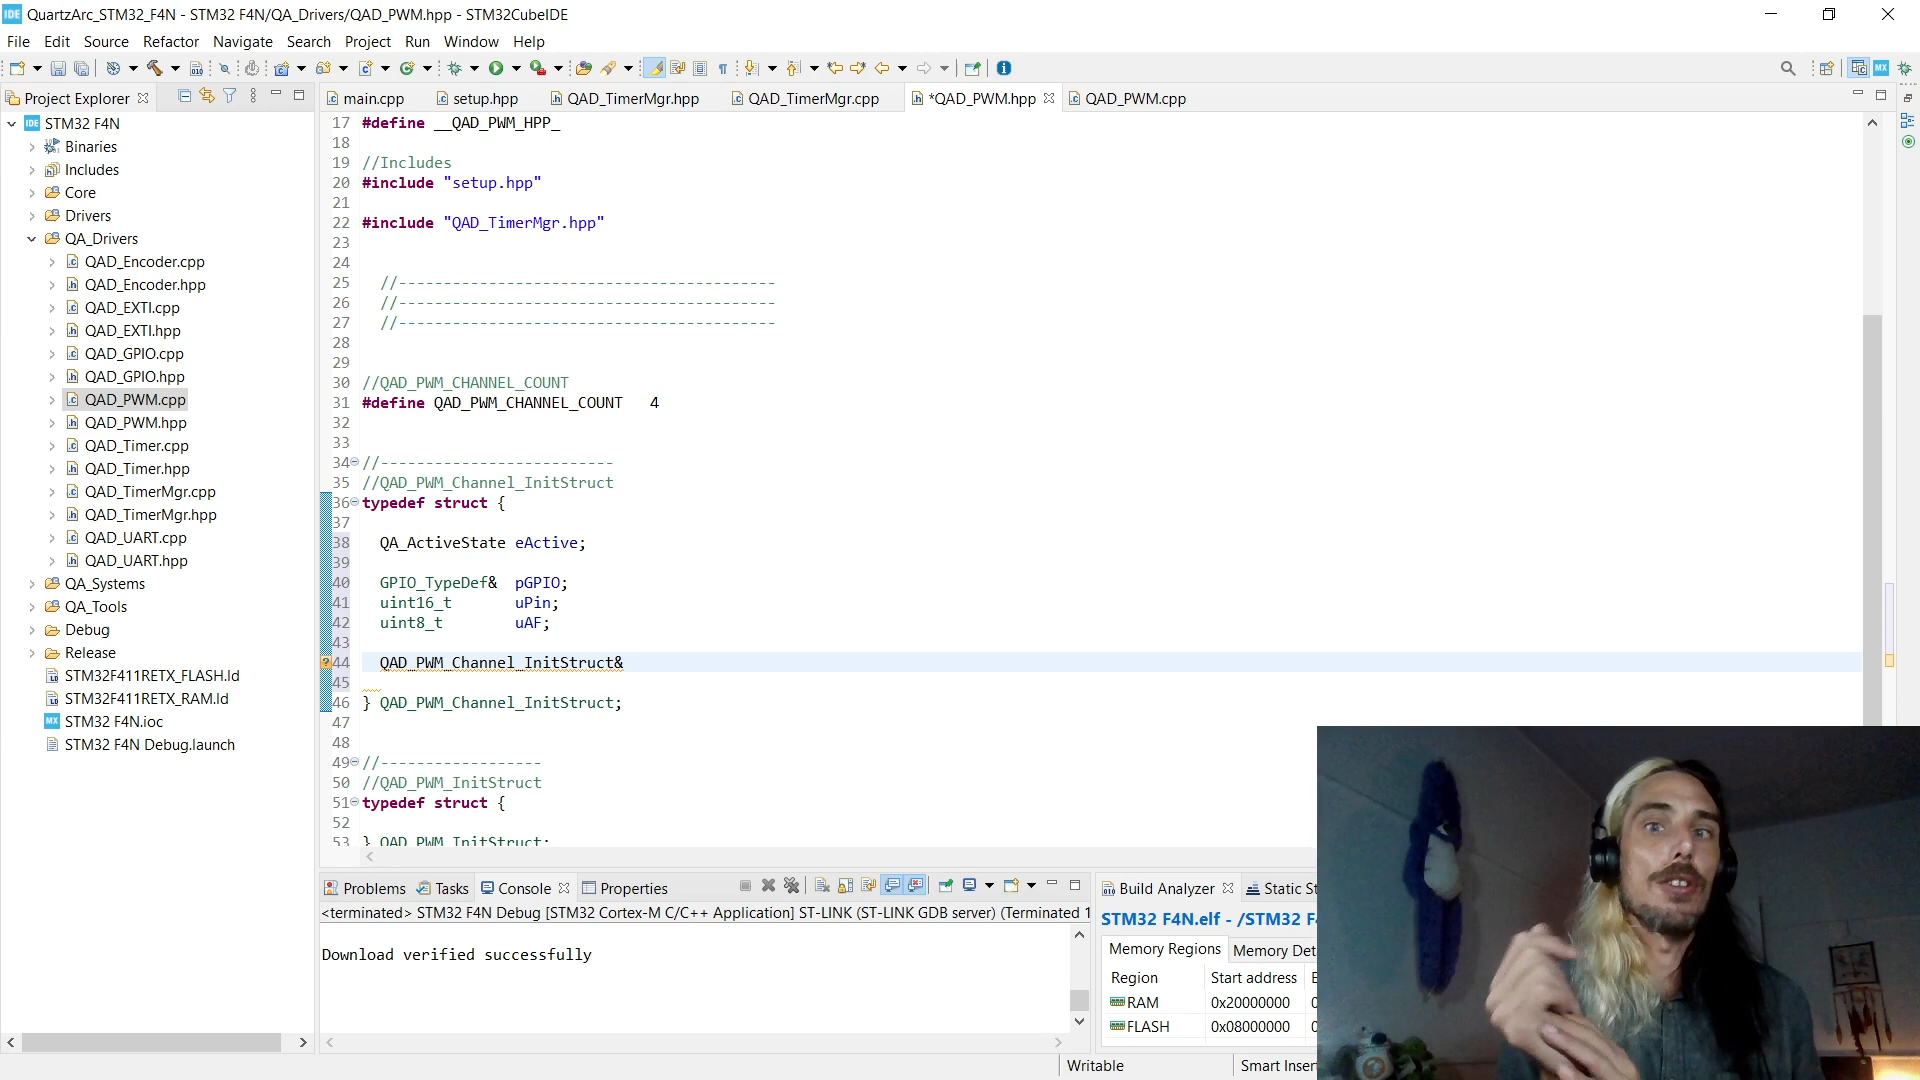 QuartzArc_STM32_F4N - STM32 F4N/QA_Drivers/QAD_PWM.hpp - STM32CubeIDE
File Edit Source Refactor Navigate Search Project Run Window Help
Project Explorer
main.cpp setup.hpp QAD_TimerMgr.hpp QAD_TimerMgr.cpp *QAD_PWM.hpp QAD_PWM.cpp
STM32 F4N
Binaries
Includes
Core
Drivers
QA_Drivers
QAD_Encoder.cpp
QAD_Encoder.hpp
QAD_EXTI.cpp
QAD_EXTI.hpp
QAD_GPIO.cpp
QAD_GPIO.hpp
QAD_PWM.cpp
QAD_PWM.hpp
QAD_Timer.cpp
QAD_Timer.hpp
QAD_TimerMgr.cpp
QAD_TimerMgr.hpp
QAD_UART.cpp
QAD_UART.hpp
QA_Systems
QA_Tools
Debug
Release
STM32F411RETX_FLASH.ld
STM32F411RETX_RAM.ld
STM32 F4N.ioc
STM32 F4N Debug.launch
17 #define __QAD_PWM_HPP_
18
19 //Includes
20 #include "setup.hpp"
21
22 #include "QAD_TimerMgr.hpp"
23
24
25 //------------------------------------------
26 //------------------------------------------
27 //------------------------------------------
28
29
30 //QAD_PWM_CHANNEL_COUNT
31 #define QAD_PWM_CHANNEL_COUNT 4
32
33
34 //--------------------------
35 //QAD_PWM_Channel_InitStruct
36 typedef struct {
37
38 QA_ActiveState eActive;
39
40 GPIO_TypeDef& pGPIO;
41 uint16_t uPin;
42 uint8_t uAF;
43
44 QAD_PWM_Channel_InitStruct&
45
46 } QAD_PWM_Channel_InitStruct;
47
48
49 //------------------
50 //QAD_PWM_InitStruct
51 typedef struct {
52
53 } QAD_PWM_InitStruct;
Problems Tasks Console Properties
<terminated> STM32 F4N Debug [STM32 Cortex-M C/C++ Application] ST-LINK (ST-LINK GDB server) (Terminated 1
Download verified successfully
Build Analyzer Static St
STM32 F4N.elf - /STM32 F4
Memory Regions Memory Det
Region Start address
RAM 0x20000000
FLASH 0x08000000
Writable Smart Insert